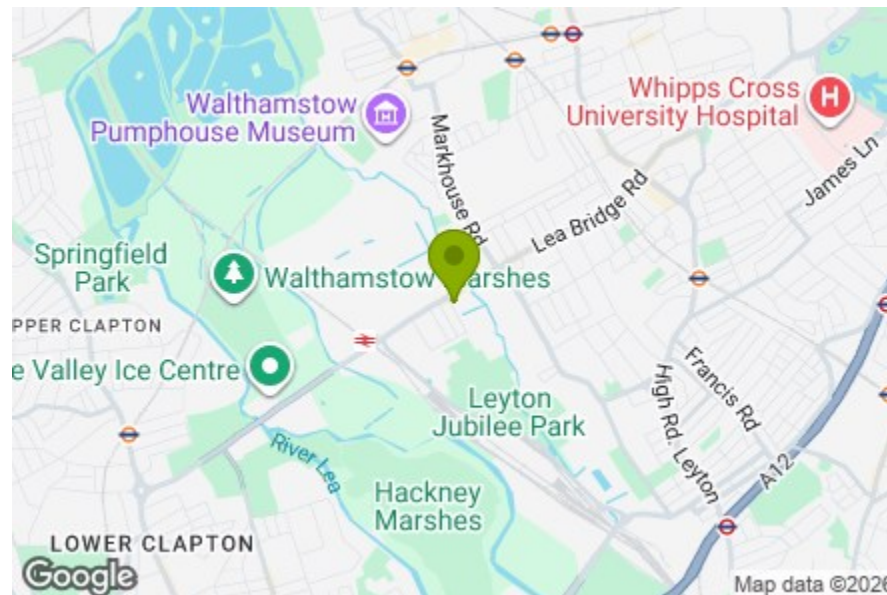 Walthamstow
Pumphouse Museum
Whipps Cross
University Hospital
H
Markhouse Rd
James Ln
Lea Bridge Rd
Springfield
Park
Walthamstow Marshes
PPER CLAPTON
e Valley Ice Centre
Francis Rd
Leyton
Jubilee Park
High Rd. Leyton
A12
River Lea
Hackney
Marshes
LOWER CLAPTON
Google
Map data ©2026